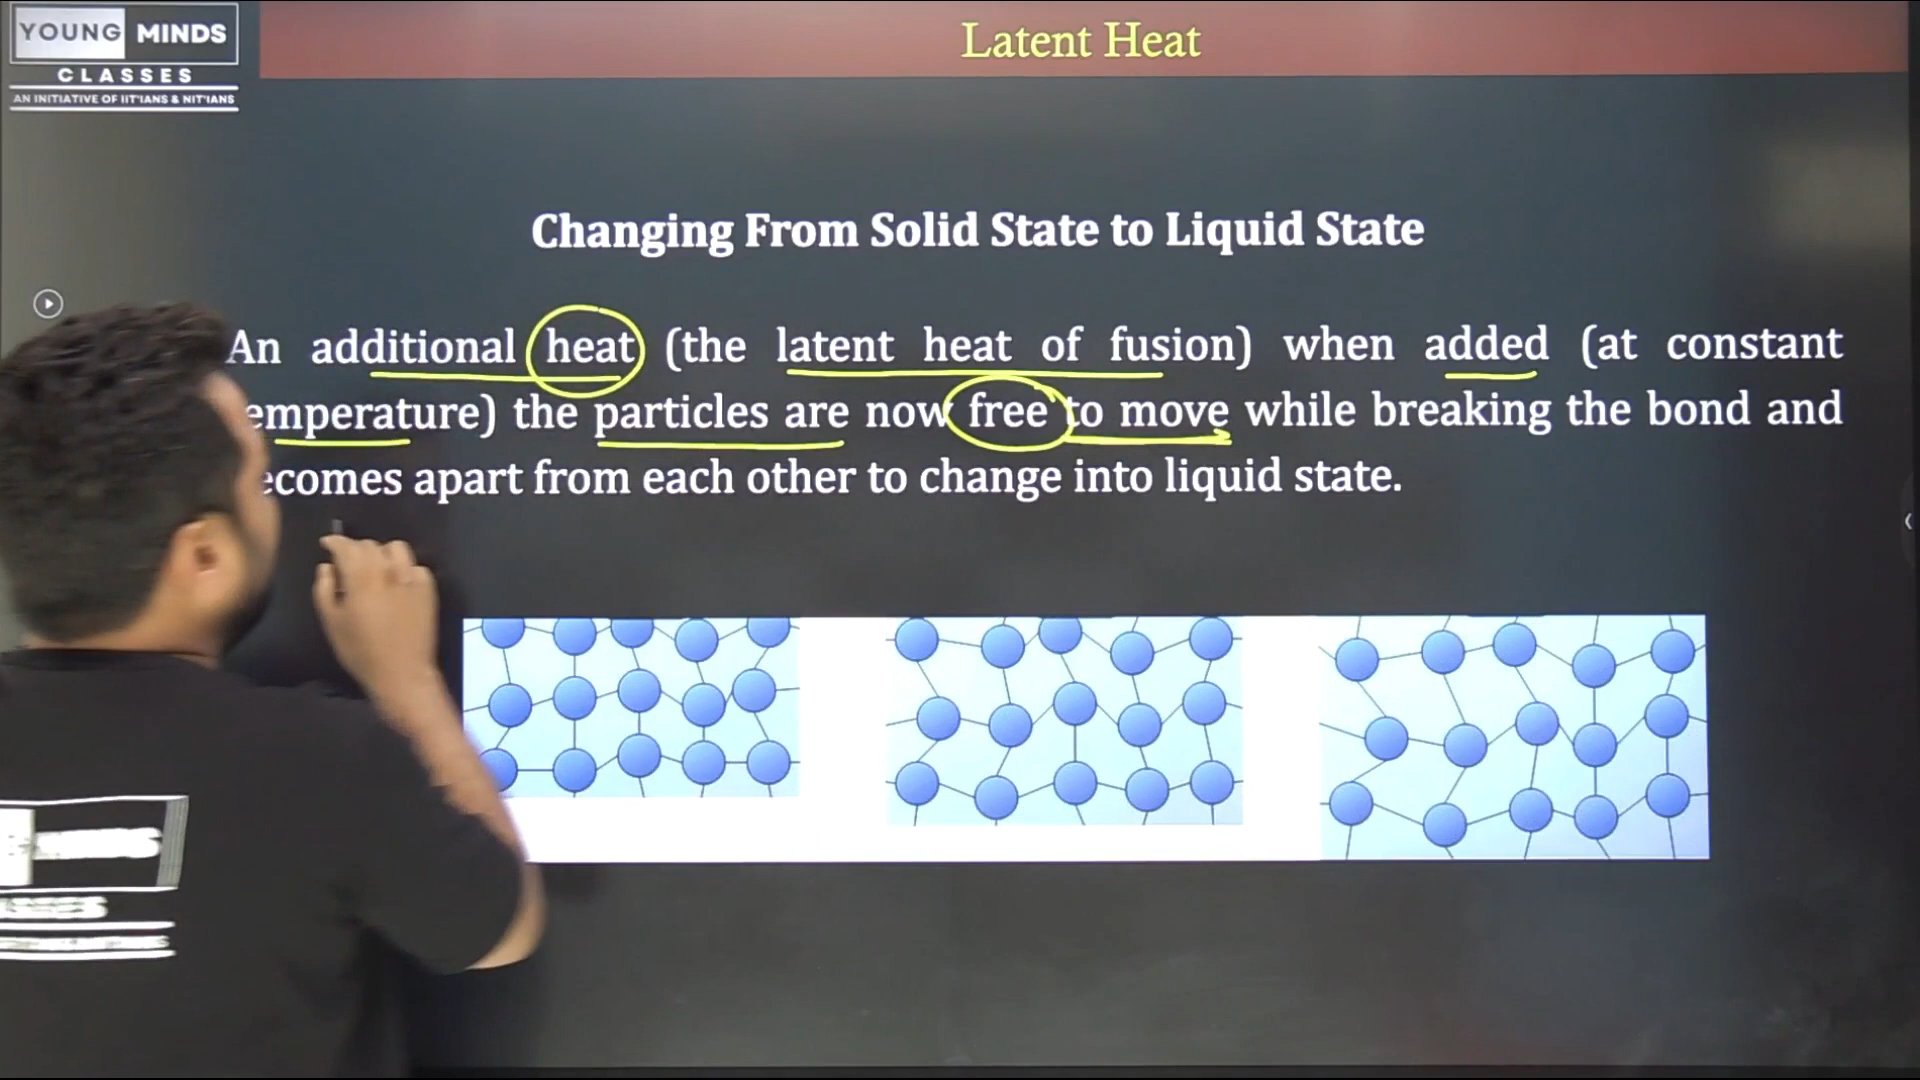 YOUNG MINDS
CLASSES
AN INITIATIVE OF IIT'IANS & NIT'IANS
Latent Heat
Changing From Solid State to Liquid State
An additional heat (the latent heat of fusion) when added (at constant
emperature) the particles are now free to move while breaking the bond and
ecomes apart from each other to change into liquid state.